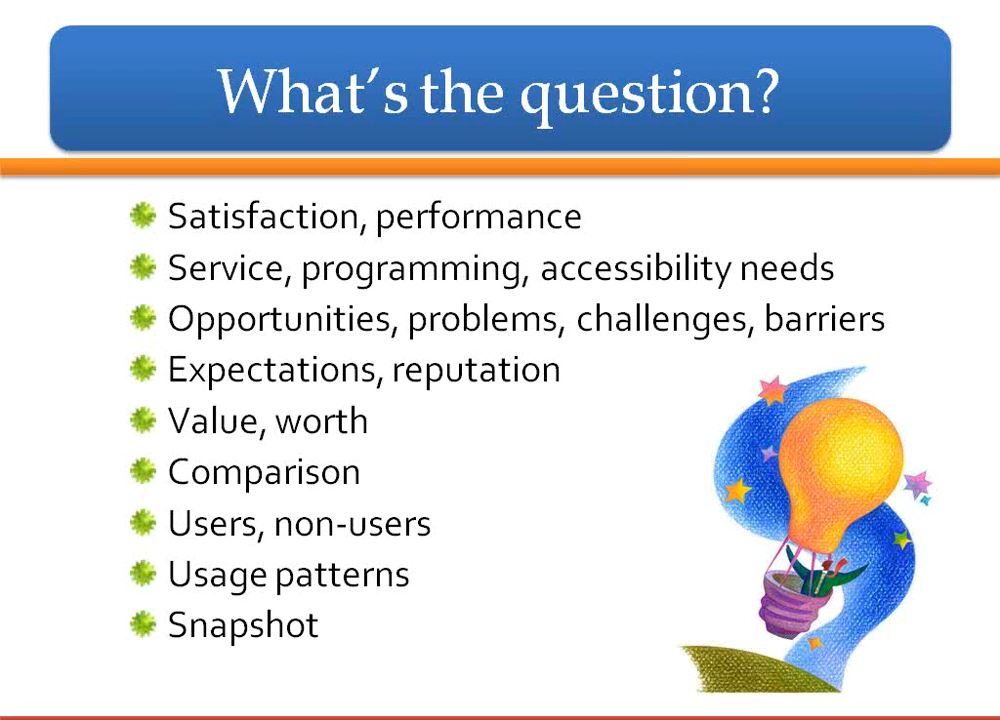 What's the question?
Satisfaction, performance
Service, programming, accessibility needs
Opportunities, problems, challenges, barriers
Expectations, reputation
Value, worth
Comparison
Users, non-users
Usage patterns
Snapshot